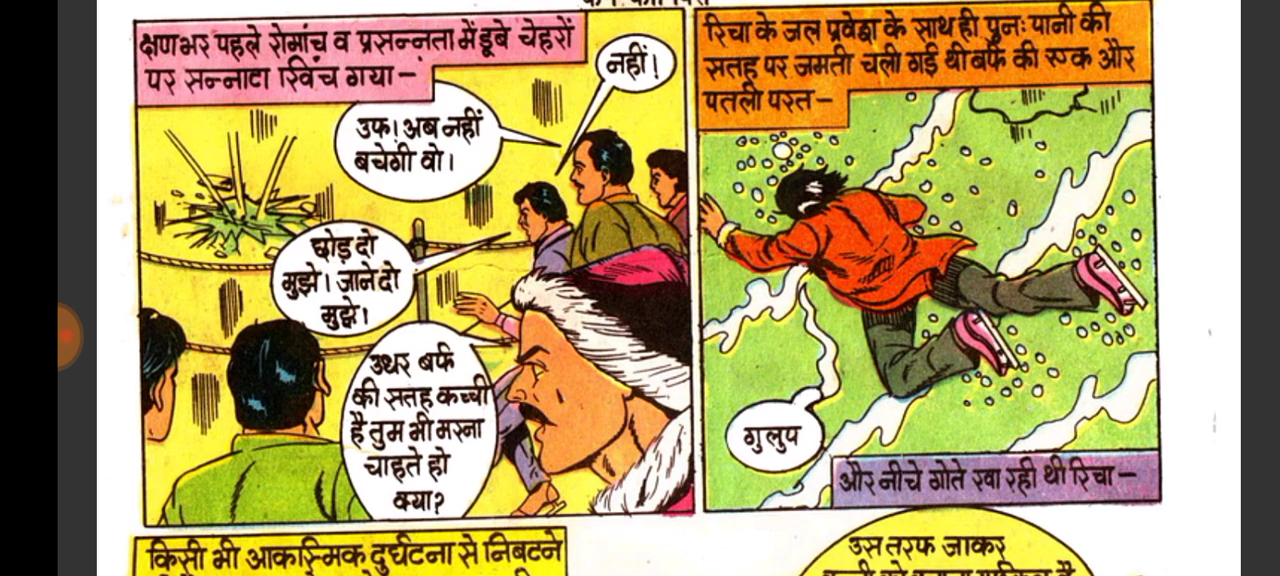 क्षणभर पहले रोमांच व प्रसन्नता में डूबे चेहरों
पर सन्नाटा खिंच गया-
नहीं!
उफ! अब नहीं
बचेगी वो।
छोड़ दो
मुझे। जाने दो
मुझे।
उधर बर्फ
की सतह कच्ची
है तुम भी मरना
चाहते हो
क्या?
रिचा के जल प्रवेश के साथ ही पुनः पानी की
सतह पर जमती चली गई थी बर्फ की एक और
पतली परत-
गुलुप
और नीचे गोते खा रही थी रिचा-
किसी भी आकस्मिक दुर्घटना से निबटने
उस तरफ जाकर